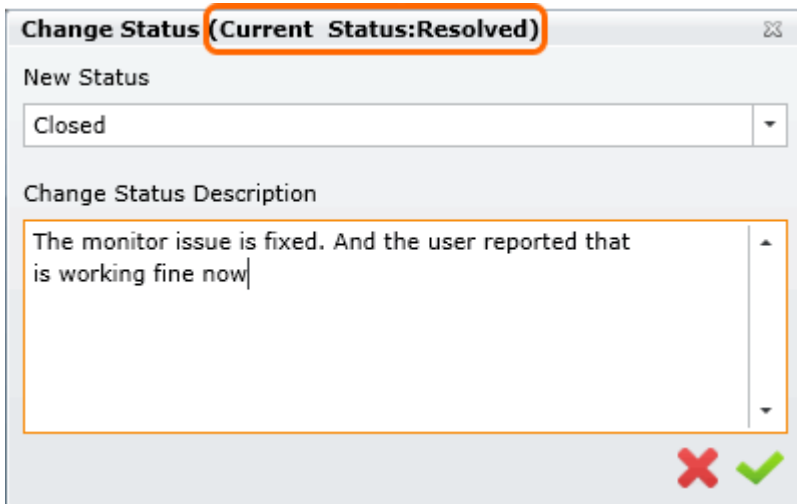 Change Status (Current Status:Resolved)
New Status
Closed
Change Status Description
The monitor issue is fixed. And the user reported that
is working fine now